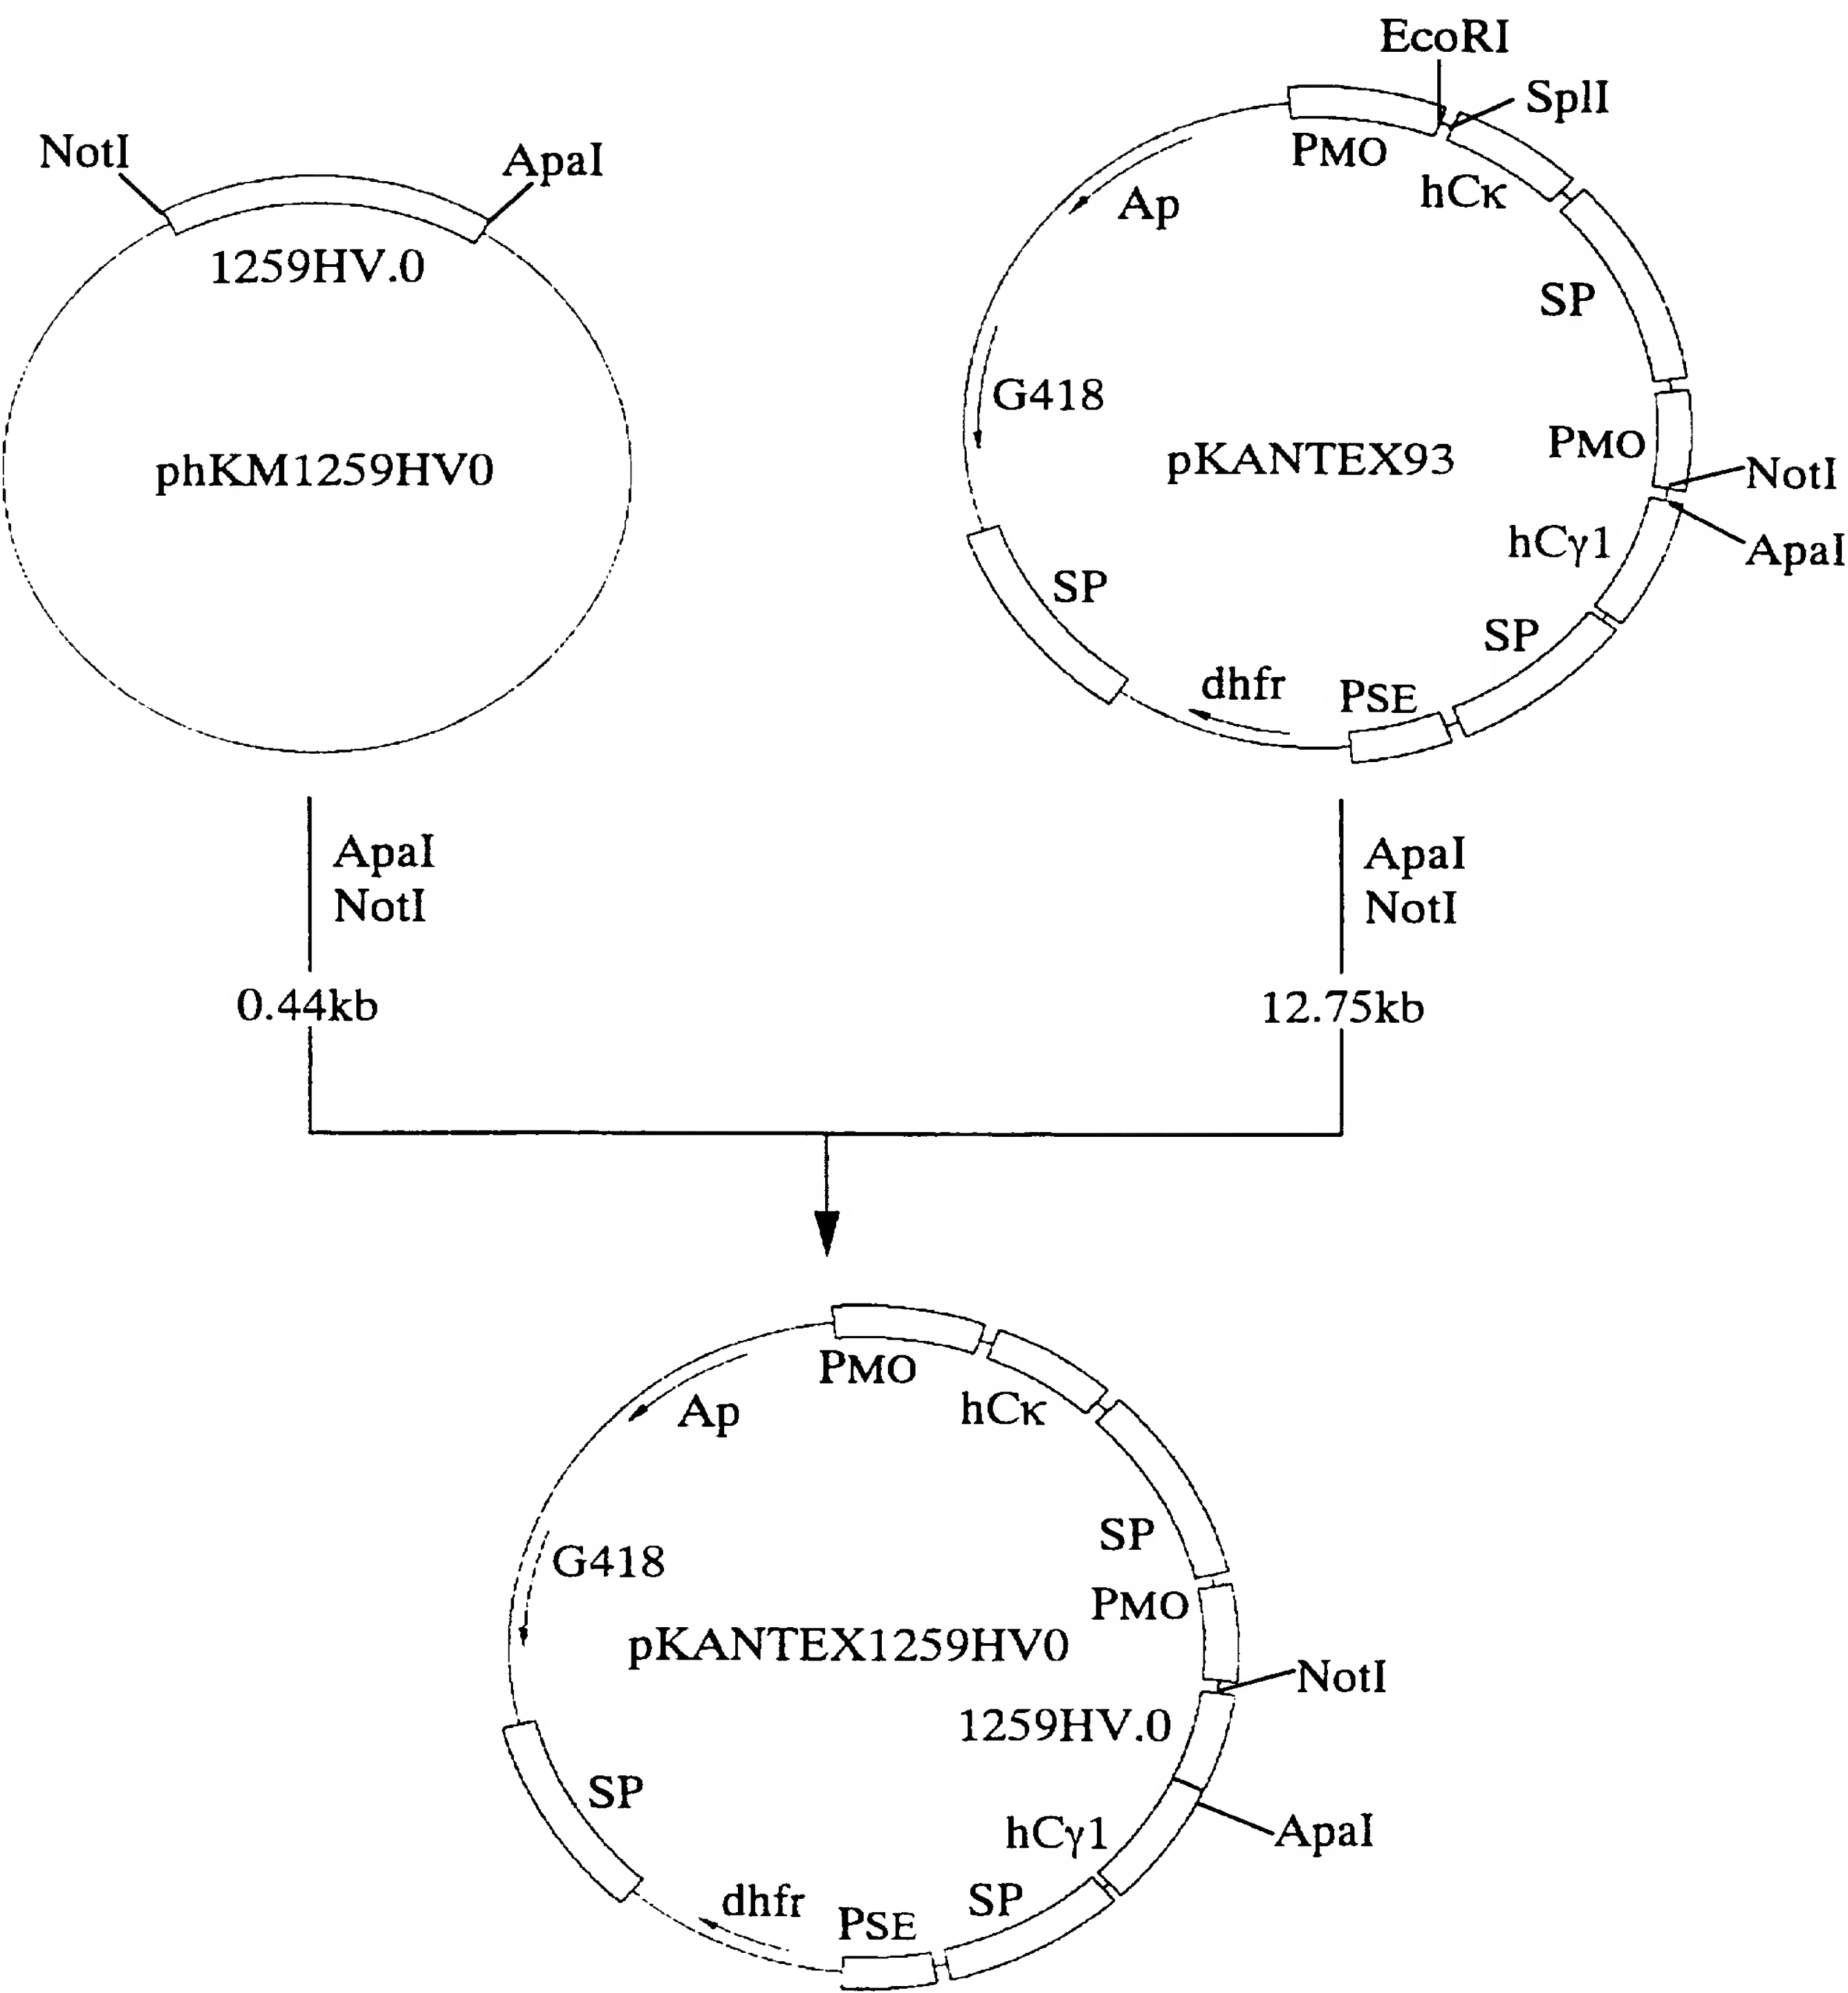 EcoRI
SplI
NotI
ApaI
1259HV.0
phKM1259HV0
PMO
hCκ
Ap
SP
G418
pKANTEX93
PMO
NotI
hCγ1
ApaI
SP
SP
dhfr
PSE
ApaI
NotI
0.44kb
ApaI
NotI
12.75kb
PMO
hCκ
Ap
SP
G418
PMO
pKANTEX1259HV0
NotI
1259HV.0
SP
hCγ1
ApaI
SP
dhfr
PSE